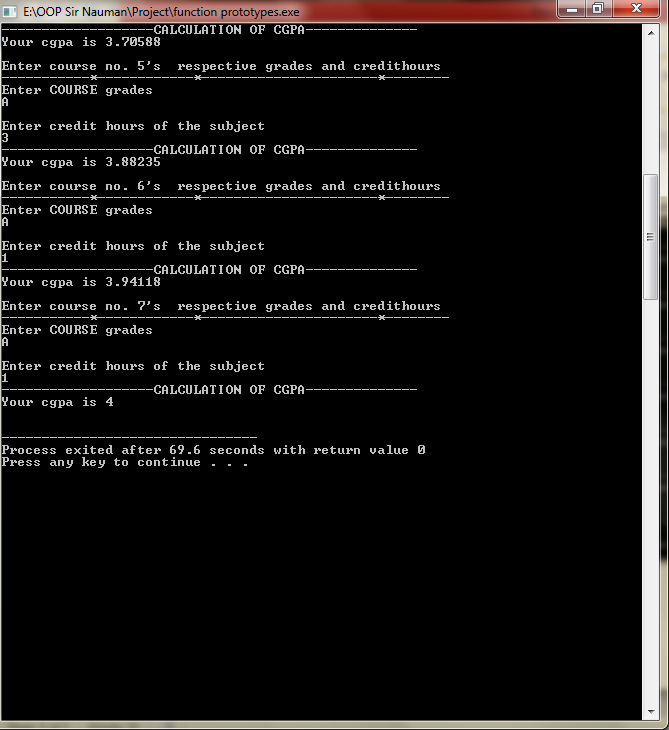 E:\OOP Sir Nauman\Project\function prototypes.exe
-------------------CALCULATION OF CGPA--------------
Your cgpa is 3.70588
Enter course no. 5's  respective grades and credithours
-----------*------------*----------------------*--------
Enter COURSE grades
A
Enter credit hours of the subject
3
-------------------CALCULATION OF CGPA--------------
Your cgpa is 3.88235
Enter course no. 6's  respective grades and credithours
-----------*------------*----------------------*--------
Enter COURSE grades
A
Enter credit hours of the subject
1
-------------------CALCULATION OF CGPA--------------
Your cgpa is 3.94118
Enter course no. 7's  respective grades and credithours
-----------*------------*----------------------*--------
Enter COURSE grades
A
Enter credit hours of the subject
1
-------------------CALCULATION OF CGPA--------------
Your cgpa is 4
--------------------------------
Process exited after 69.6 seconds with return value 0
Press any key to continue . . .